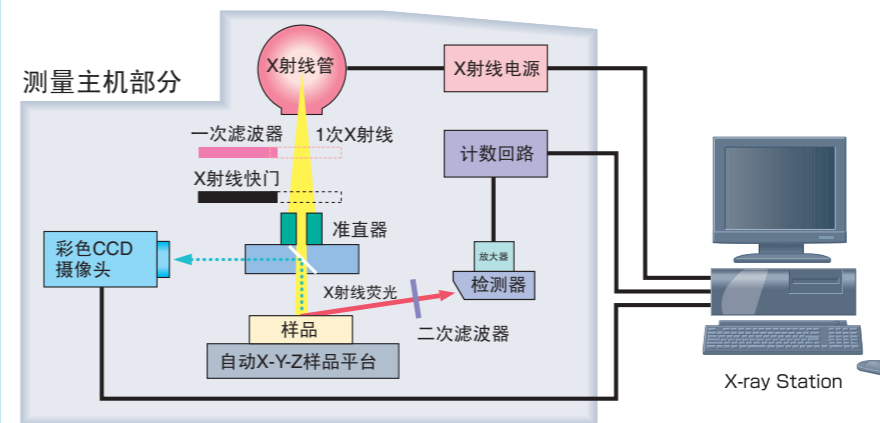 测量主机部分
X射线管
X射线电源
一次滤波器
1次X射线
计数回路
X射线快门
准直器
彩色CCD
摄像头
放大器
检测器
X射线荧光
二次滤波器
样品
自动X-Y-Z样品平台
X-ray Station